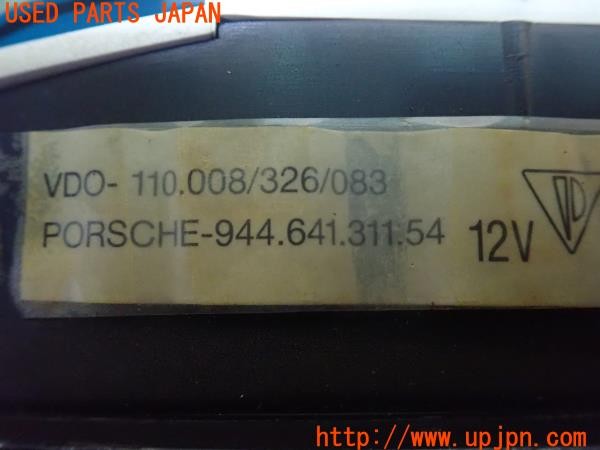 USED PARTS JAPAN
VDO- 110.008/326/083
PORSCHE-944.641.311.54 12V
http://www.upjpn.com/